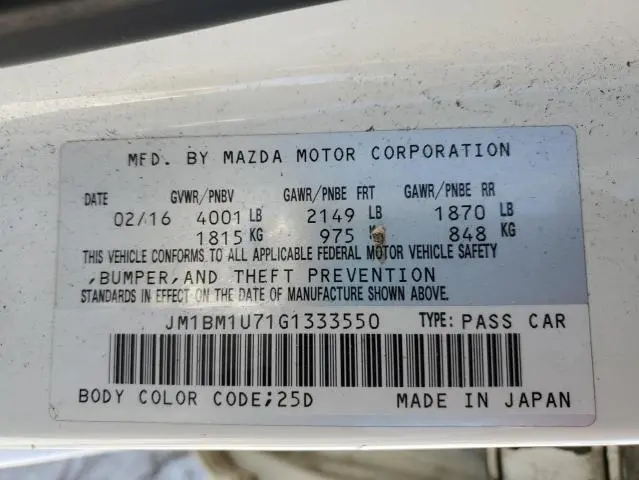 MFD. BY MAZDA MOTOR CORPORATION
DATE GVWR/PNBV GAWR/PNBE FRT GAWR/PNBE RR
02/16 4001 LB 2149 LB 1870 LB
1815 KG 975 848 KG
THIS VEHICLE CONFORMS TO ALL APPLICABLE FEDERAL MOTOR VEHICLE SAFETY
,BUMPER,AND THEFT PREVENTION
STANDARDS IN EFFECT ON THE DATE OF MANUFACTURE SHOWN ABOVE.
JM1BM1U71G1333550 TYPE: PASS CAR
BODY COLOR CODE;25D MADE IN JAPAN